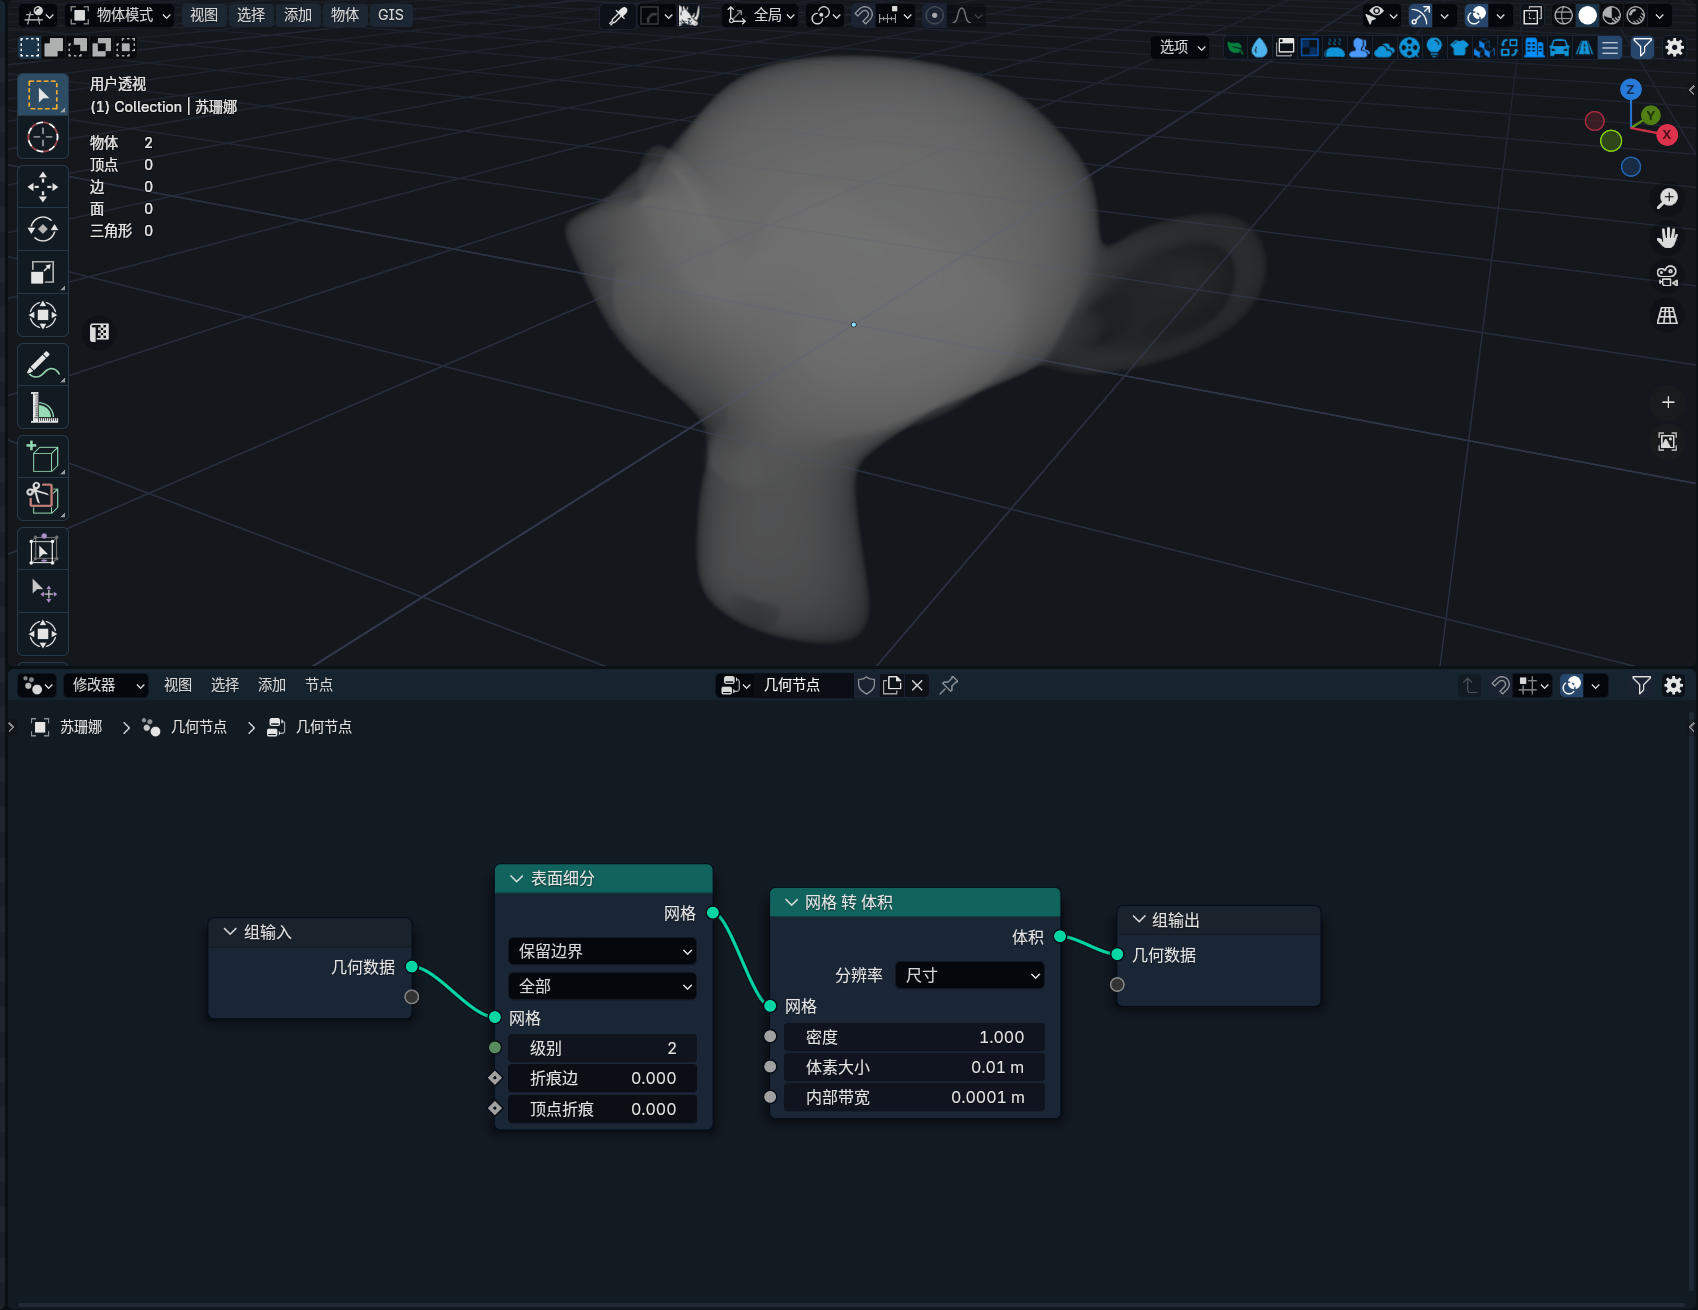 物体模式 视图 选择 添加 物体 GIS 全局
选项
用户透视
(1) Collection | 苏珊娜
物体 2
顶点 0
边 0
面 0
三角形 0
Z
Y
X
修改器 视图 选择 添加 节点 几何节点
苏珊娜 几何节点 几何节点
组输入
几何数据
表面细分
网格
保留边界
全部
网格
级别 2
折痕边 0.000
顶点折痕 0.000
网格 转 体积
体积
分辨率 尺寸
网格
密度 1.000
体素大小 0.01 m
内部带宽 0.0001 m
组输出
几何数据